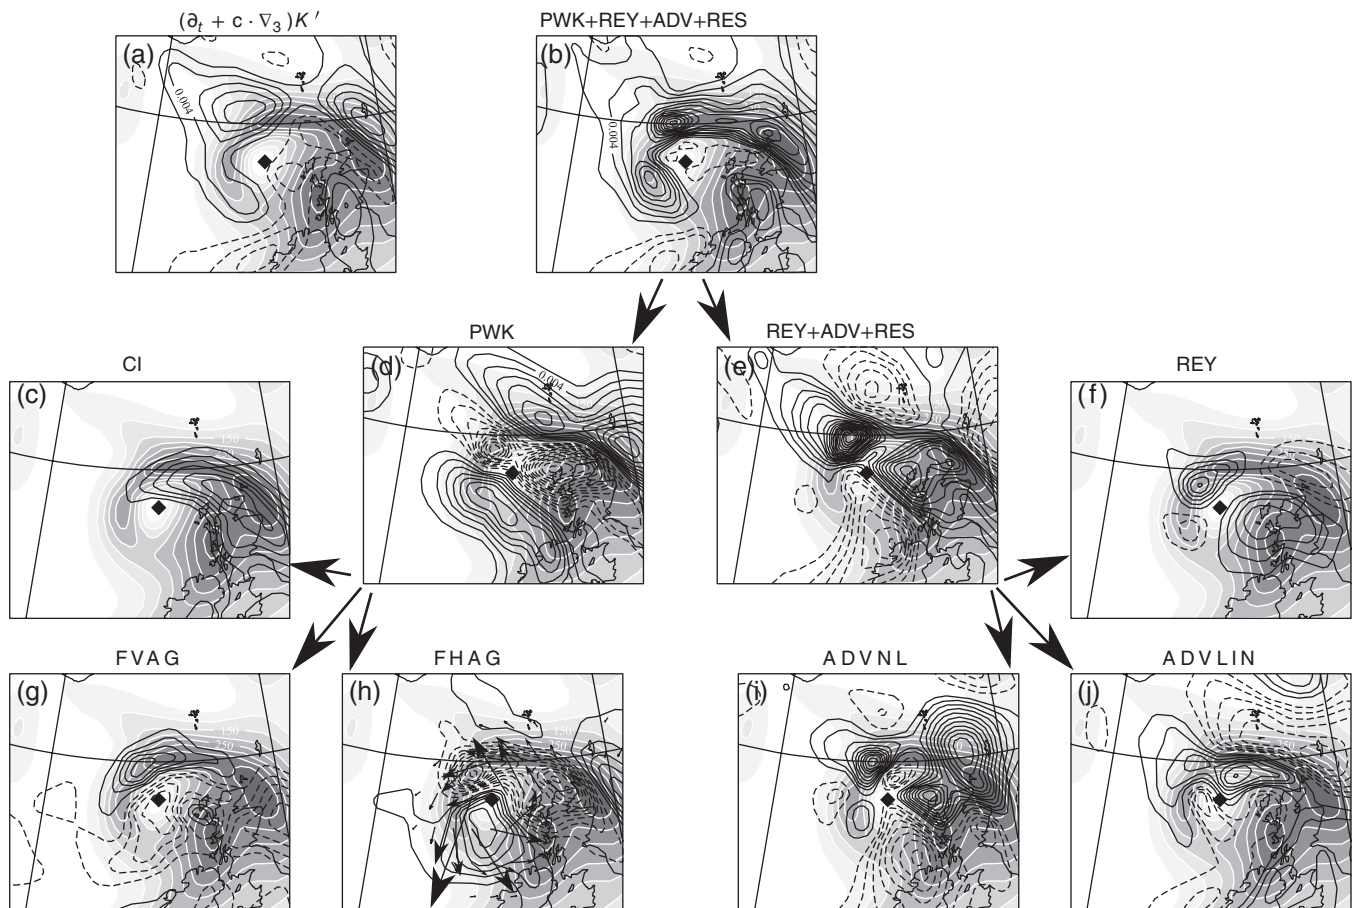 (∂t + c · ∇3)K ′
PWK+REY+ADV+RES
(a)
(b)
0.004
0.004
PWK
REY+ADV+RES
CI
REY
(c)
(d)
0.004
(e)
(f)
150
150
FVAG
FHAG
ADVNL
ADVLIN
(g)
250
(h)
150
250
(i)
(j)